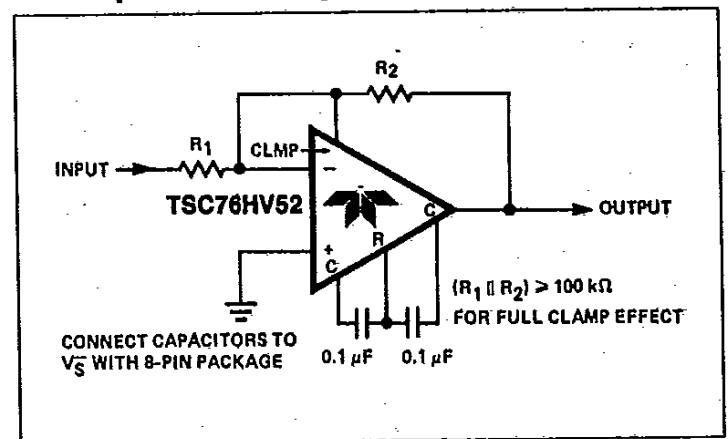 R2
R1
CLMP
−
INPUT
TSC76HV52
C
OUTPUT
R
+
C
(R1 ∥ R2) ⩾ 100 kΩ
FOR FULL CLAMP EFFECT
CONNECT CAPACITORS TO
VS̄ WITH 8-PIN PACKAGE
0.1 μF
0.1 μF